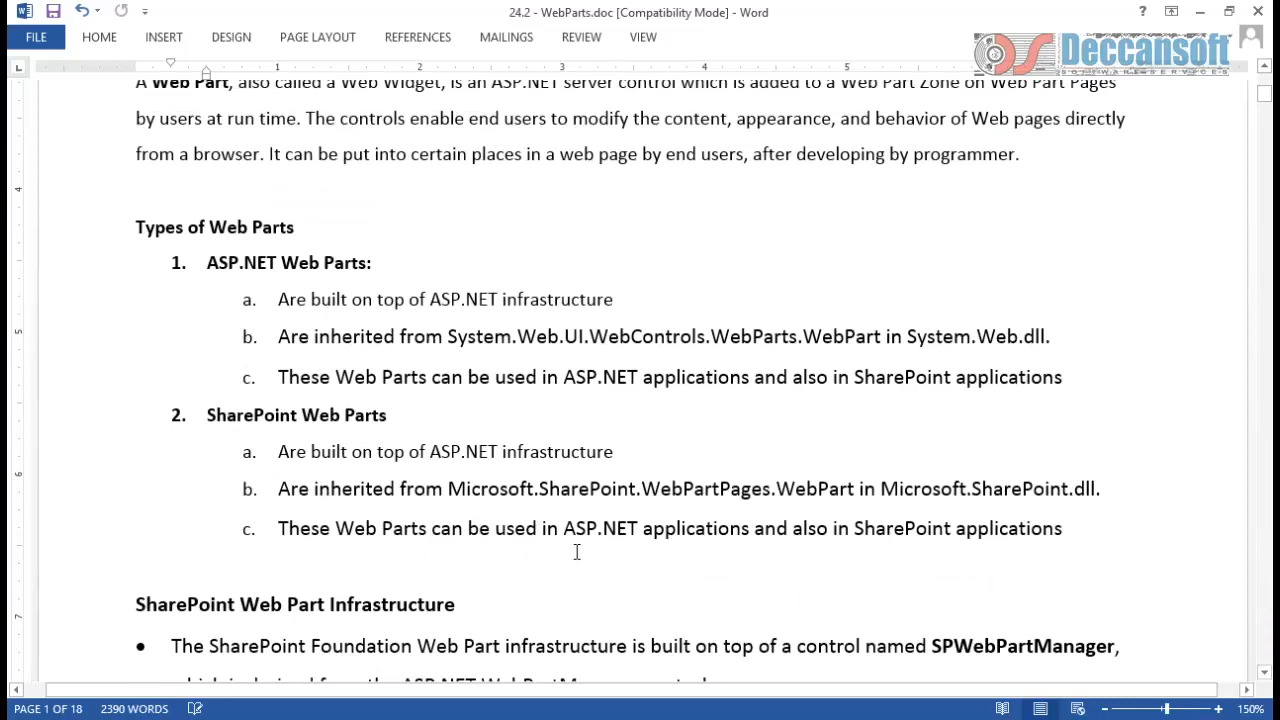 24.2 - WebParts.doc [Compatibility Mode] - Word
FILE HOME INSERT DESIGN PAGE LAYOUT REFERENCES MAILINGS REVIEW VIEW
Deccansoft
SOFTWARE SERVICES
1 2 3 4 5
A Web Part, also called a Web Widget, is an ASP.NET server control which is added to a Web Part Zone on Web Part Pages
by users at run time. The controls enable end users to modify the content, appearance, and behavior of Web pages directly
from a browser. It can be put into certain places in a web page by end users, after developing by programmer.
Types of Web Parts
1. ASP.NET Web Parts:
a. Are built on top of ASP.NET infrastructure
b. Are inherited from System.Web.UI.WebControls.WebParts.WebPart in System.Web.dll.
c. These Web Parts can be used in ASP.NET applications and also in SharePoint applications
2. SharePoint Web Parts
a. Are built on top of ASP.NET infrastructure
b. Are inherited from Microsoft.SharePoint.WebPartPages.WebPart in Microsoft.SharePoint.dll.
c. These Web Parts can be used in ASP.NET applications and also in SharePoint applications
SharePoint Web Part Infrastructure
• The SharePoint Foundation Web Part infrastructure is built on top of a control named SPWebPartManager,
PAGE 1 OF 18 2390 WORDS 150%